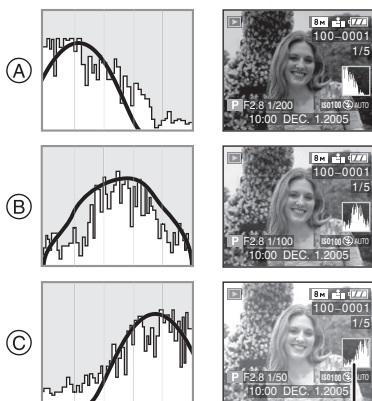 A
8M
100-0001
1/5
P F2.8 1/200
ISO100 AUTO
10:00 DEC. 1.2005
B
8M
100-0001
1/5
P F2.8 1/100
ISO100 AUTO
10:00 DEC. 1.2005
C
8M
100-0001
1/5
P F2.8 1/50
ISO100 AUTO
10:00 DEC. 1.2005